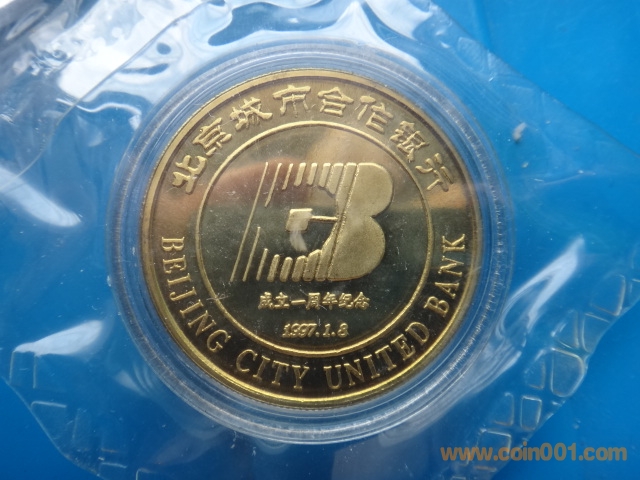 北京城市合作银行
成立一周年纪念
1997.1.8
BEIJING CITY UNITED BANK
www.coin001.com